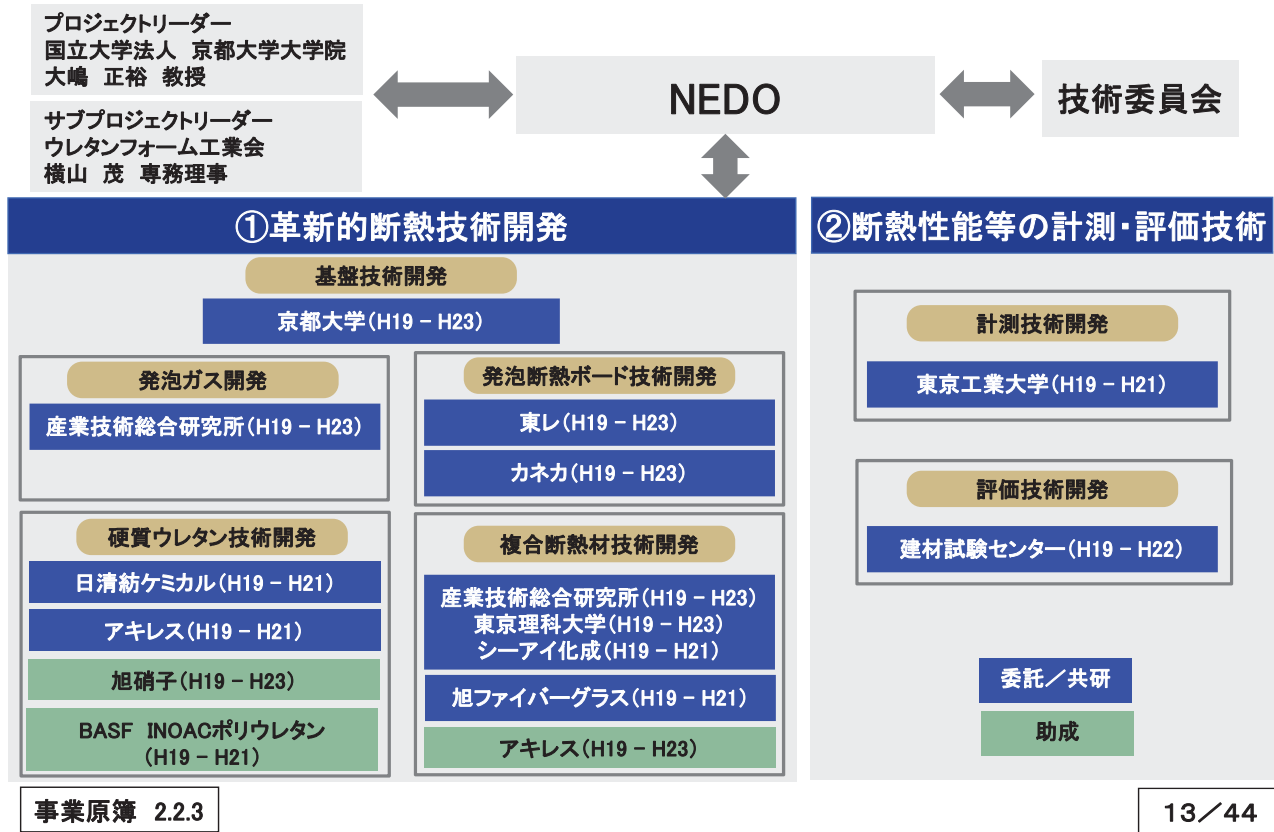 プロジェクトリーダー
国立大学法人 京都大学大学院
大嶋 正裕 教授
サブプロジェクトリーダー
ウレタンフォーム工業会
横山 茂 専務理事
NEDO
技術委員会
①革新的断熱技術開発
基盤技術開発
京都大学(H19 − H23)
発泡ガス開発
産業技術総合研究所(H19 − H23)
発泡断熱ボード技術開発
東レ(H19 − H23)
カネカ(H19 − H23)
硬質ウレタン技術開発
日清紡ケミカル(H19 − H21)
アキレス(H19 − H21)
旭硝子(H19 − H23)
BASF INOACポリウレタン
(H19 − H21)
複合断熱材技術開発
産業技術総合研究所(H19 − H23)
東京理科大学(H19 − H23)
シーアイ化成(H19 − H21)
旭ファイバーグラス(H19 − H21)
アキレス(H19 − H23)
②断熱性能等の計測・評価技術
計測技術開発
東京工業大学(H19 − H21)
評価技術開発
建材試験センター(H19 − H22)
委託／共研
助成
事業原簿 2.2.3
13／44